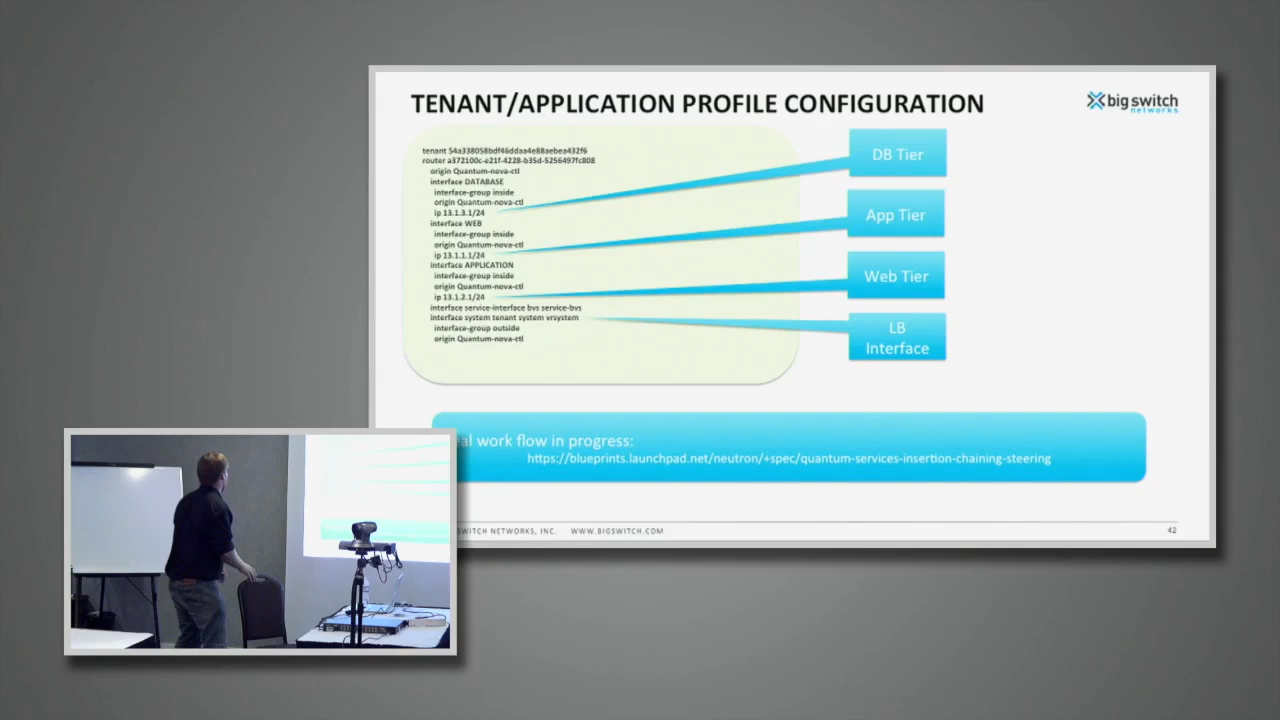 TENANT/APPLICATION PROFILE CONFIGURATION
big switch
networks
tenant 54a338058bdf46ddaa4e88aebea432f6
router a372100c-e21f-4228-b35d-5256497fc808
origin Quantum-nova-ctl
interface DATABASE
interface-group inside
origin Quantum-nova-ctl
ip 13.1.3.1/24
interface WEB
interface-group inside
origin Quantum-nova-ctl
ip 13.1.1.1/24
interface APPLICATION
interface-group inside
origin Quantum-nova-ctl
ip 13.1.2.1/24
interface service-interface bvs service-bvs
interface system tenant system vrsystem
interface-group outside
origin Quantum-nova-ctl
DB Tier
App Tier
Web Tier
LB
Interface
al work flow in progress:
https://blueprints.launchpad.net/neutron/+spec/quantum-services-insertion-chaining-steering
SWITCH NETWORKS, INC. WWW.BIGSWITCH.COM
42